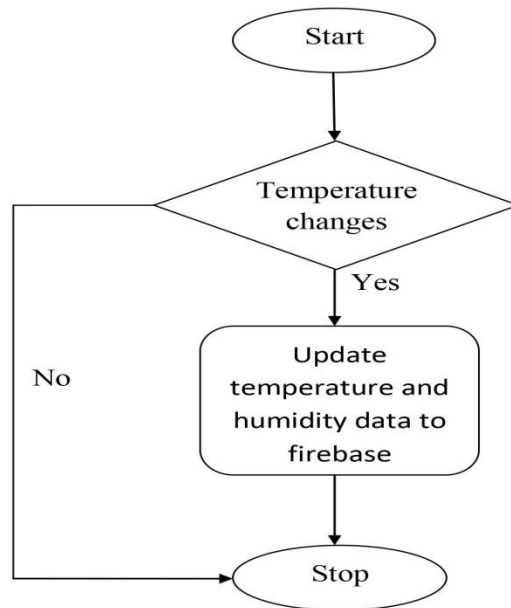 Start
Temperature
changes
Yes
Update
temperature and
humidity data to
firebase
No
Stop